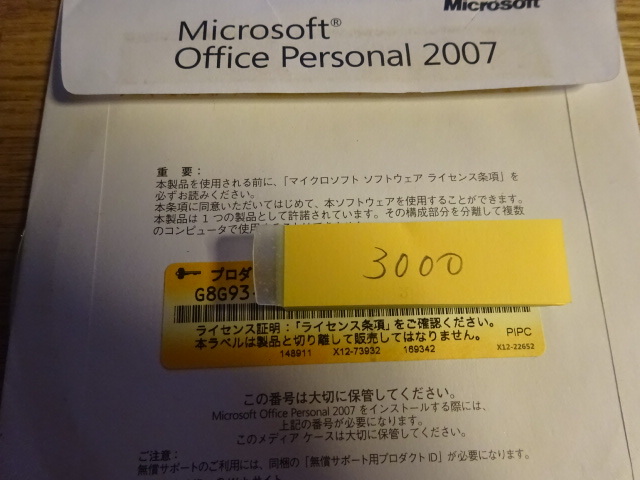 Microsoft
Microsoft®
Office Personal 2007
重 要：
本製品を使用される前に、「マイクロソフト ソフトウェア ライセンス条項」を
必ずお読みください。
本条項に同意いただいてはじめて、本ソフトウェアを使用することができます。
本製品は 1 つの製品として許諾されています。その構成部分を分離して複数
のコンピュータで使用
3000
プロダ
G8G93-
ライセンス証明：「ライセンス条項」をご確認ください。
本ラベルは製品と切り離して販売してはなりません。
PIPC
148911 X12-73932 169342
X12-22652
この番号は大切に保管してください。
Microsoft Office Personal 2007 をインストールする際には、
上記の番号が必要になります。
このメディア ケースは大切に保管してください。
ご注意：
無償サポートのご利用には、同梱の「無償サポート用プロダクト ID」が必要になります。